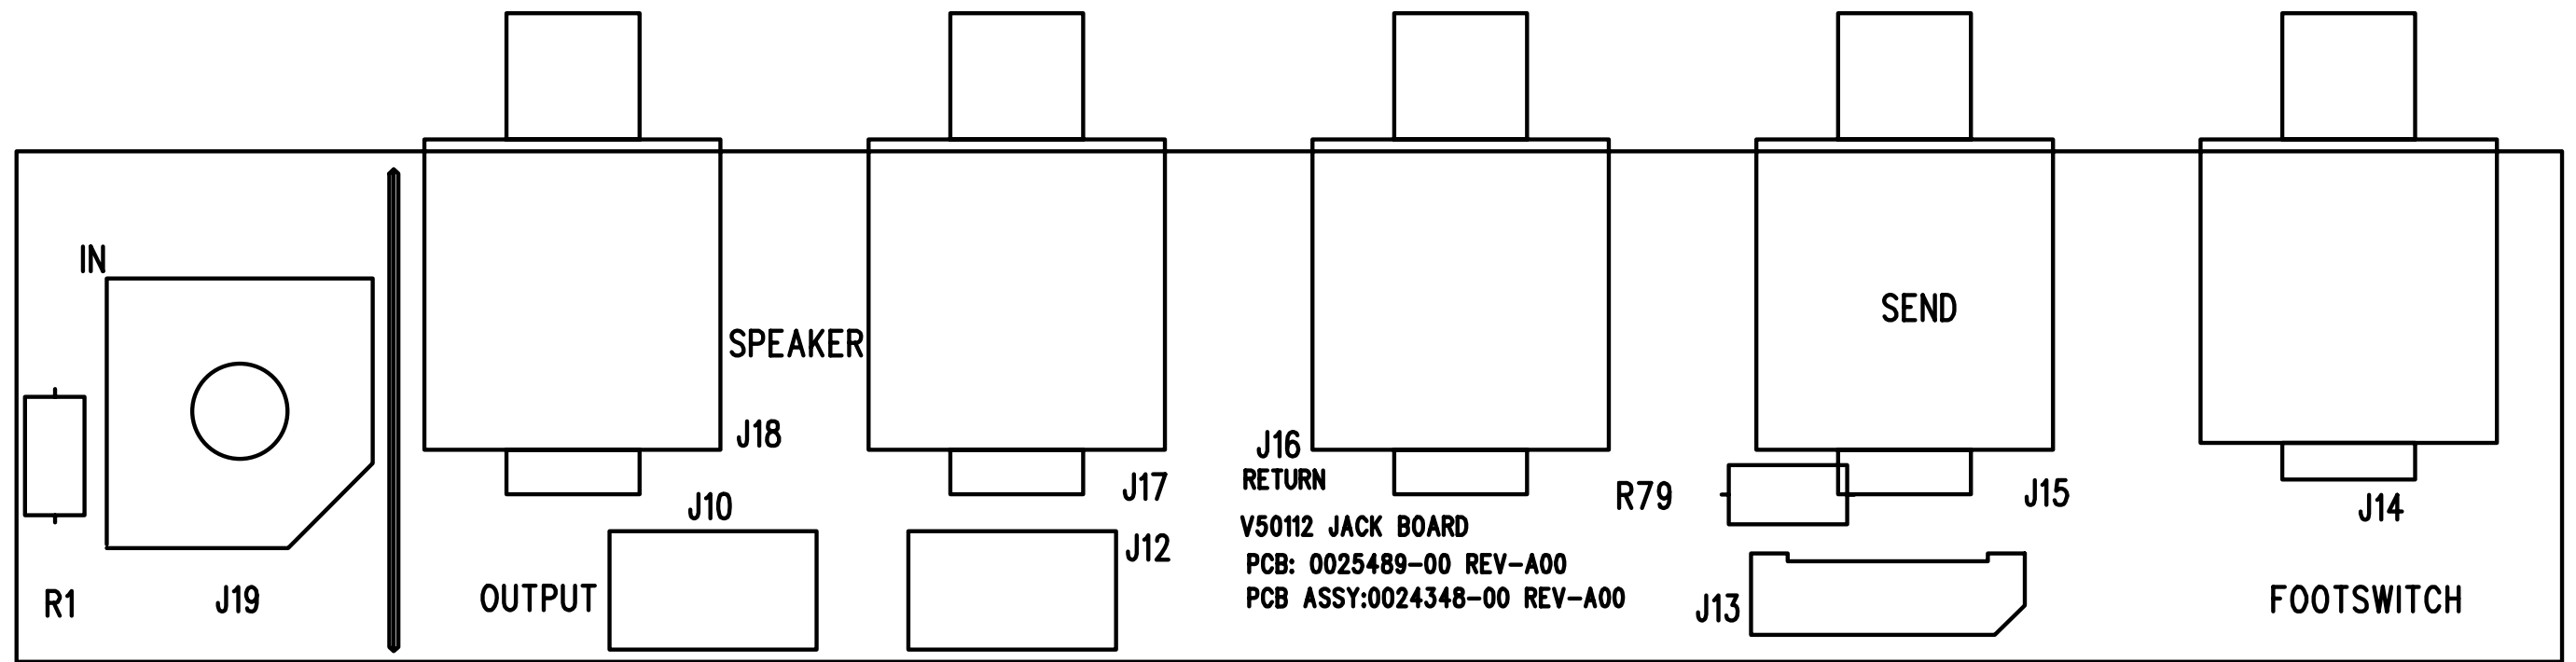 IN
SPEAKER
SEND
J18
J16
RETURN
J17
R79
J15
J14
J10
V50112 JACK BOARD
J12
PCB: 0025489-00 REV-A00
PCB ASSY:0024348-00 REV-A00
R1
J19
OUTPUT
J13
FOOTSWITCH